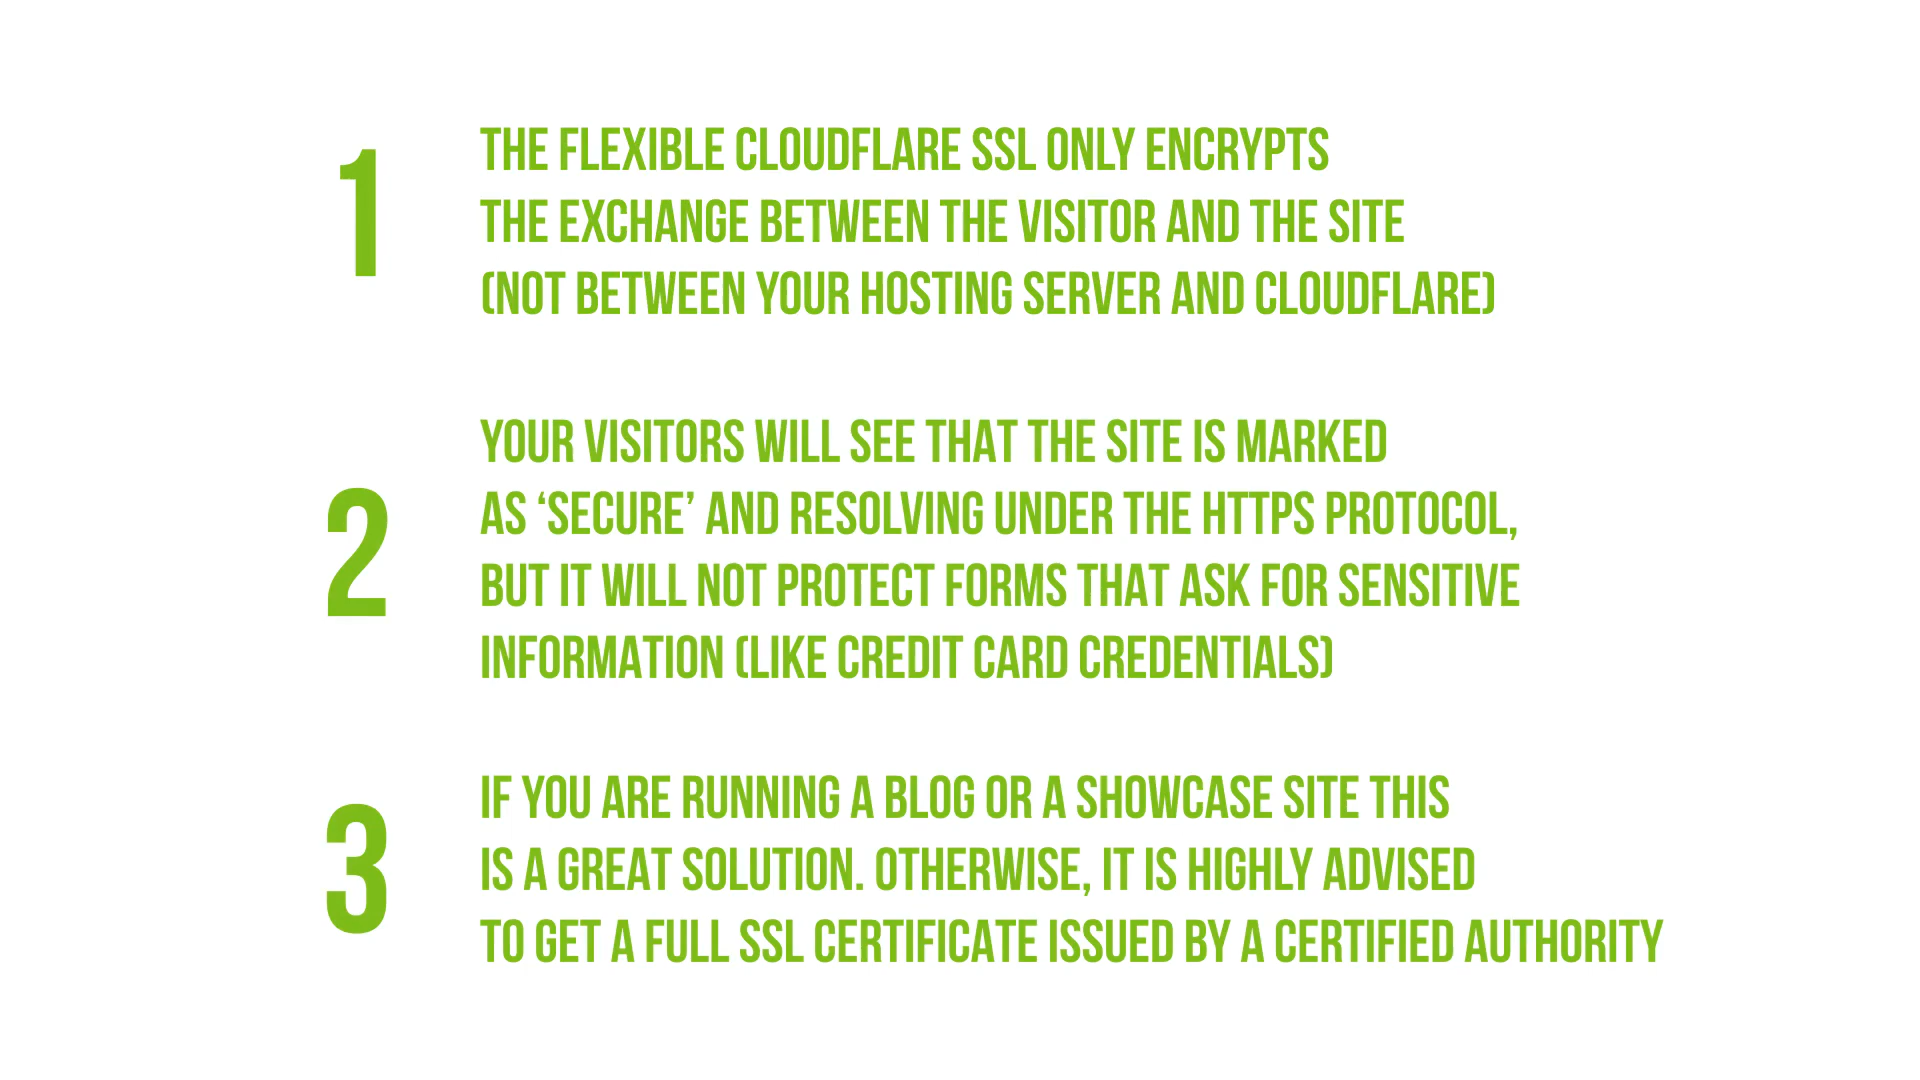 1
THE FLEXIBLE CLOUDFLARE SSL ONLY ENCRYPTS
THE EXCHANGE BETWEEN THE VISITOR AND THE SITE
(NOT BETWEEN YOUR HOSTING SERVER AND CLOUDFLARE)
2
YOUR VISITORS WILL SEE THAT THE SITE IS MARKED
AS ‘SECURE’ AND RESOLVING UNDER THE HTTPS PROTOCOL,
BUT IT WILL NOT PROTECT FORMS THAT ASK FOR SENSITIVE
INFORMATION (LIKE CREDIT CARD CREDENTIALS)
3
IF YOU ARE RUNNING A BLOG OR A SHOWCASE SITE THIS
IS A GREAT SOLUTION. OTHERWISE, IT IS HIGHLY ADVISED
TO GET A FULL SSL CERTIFICATE ISSUED BY A CERTIFIED AUTHORITY